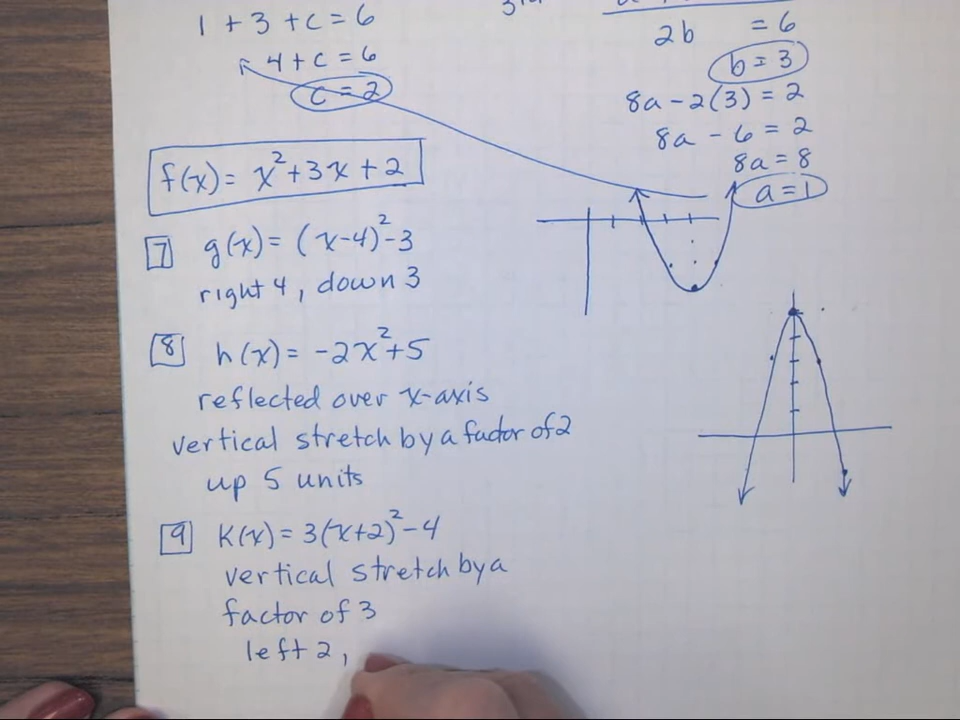 1 + 3 + c = 6
4 + c = 6
c = 2
2b = 6
b = 3
8a - 2(3) = 2
8a - 6 = 2
8a = 8
a = 1
f(x) = x²+3x+2
7 g(x) = (x-4)²-3
right 4, down 3
8 h(x) = -2x²+5
reflected over x-axis
vertical stretch by a factor of 2
up 5 units
9 K(x) = 3(x+2)²-4
vertical stretch by a
factor of 3
left 2,